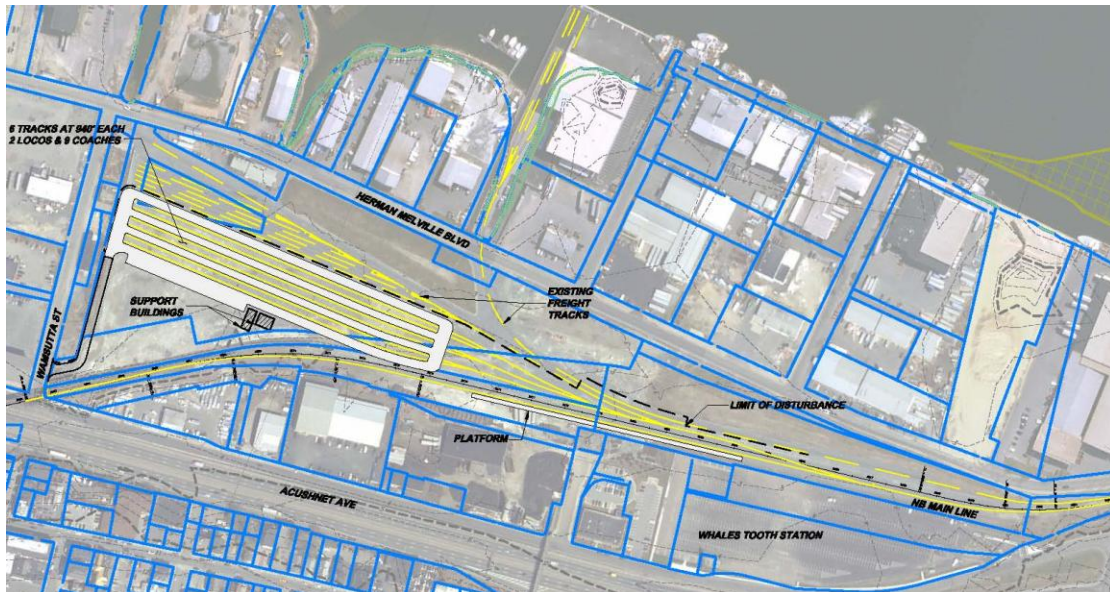 6 TRACKS AT 940' EACH
2 LOCOS & 9 COACHES
HERMAN MELVILLE BLVD
EXISTING
FREIGHT
TRACKS
SUPPORT
BUILDINGS
WAMSUTTA ST
LIMIT OF DISTURBANCE
PLATFORM
ACUSHNET AVE
NB MAIN LINE
WHALES TOOTH STATION